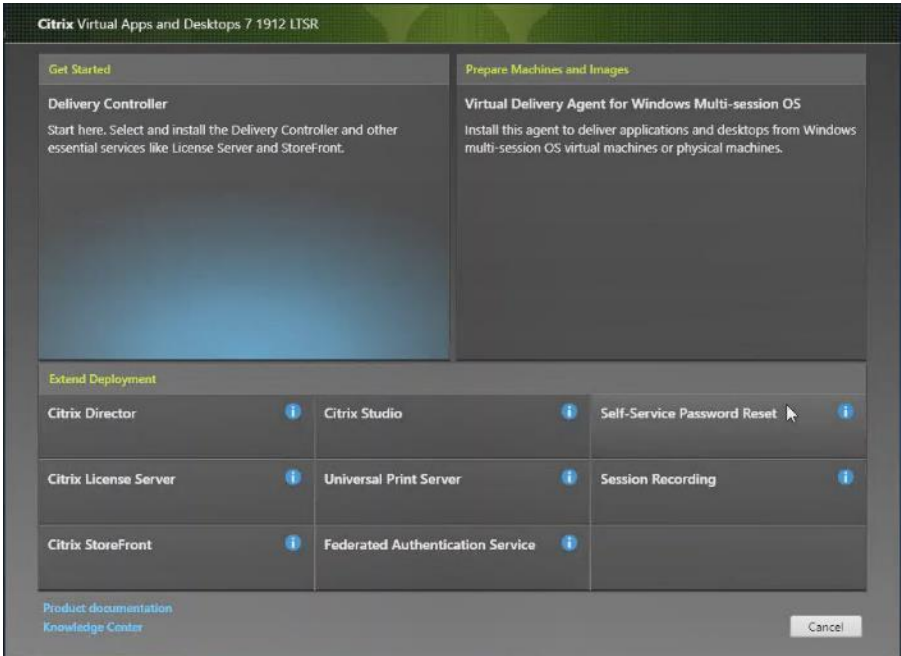 Citrix Virtual Apps and Desktops 7 1912 LTSR
Get Started
Delivery Controller
Start here. Select and install the Delivery Controller and other
essential services like License Server and StoreFront.
Prepare Machines and Images
Virtual Delivery Agent for Windows Multi-session OS
Install this agent to deliver applications and desktops from Windows
multi-session OS virtual machines or physical machines.
Extend Deployment
Citrix Director
Citrix Studio
Self-Service Password Reset
Citrix License Server
Universal Print Server
Session Recording
Citrix StoreFront
Federated Authentication Service
Product documentation
Knowledge Center
Cancel